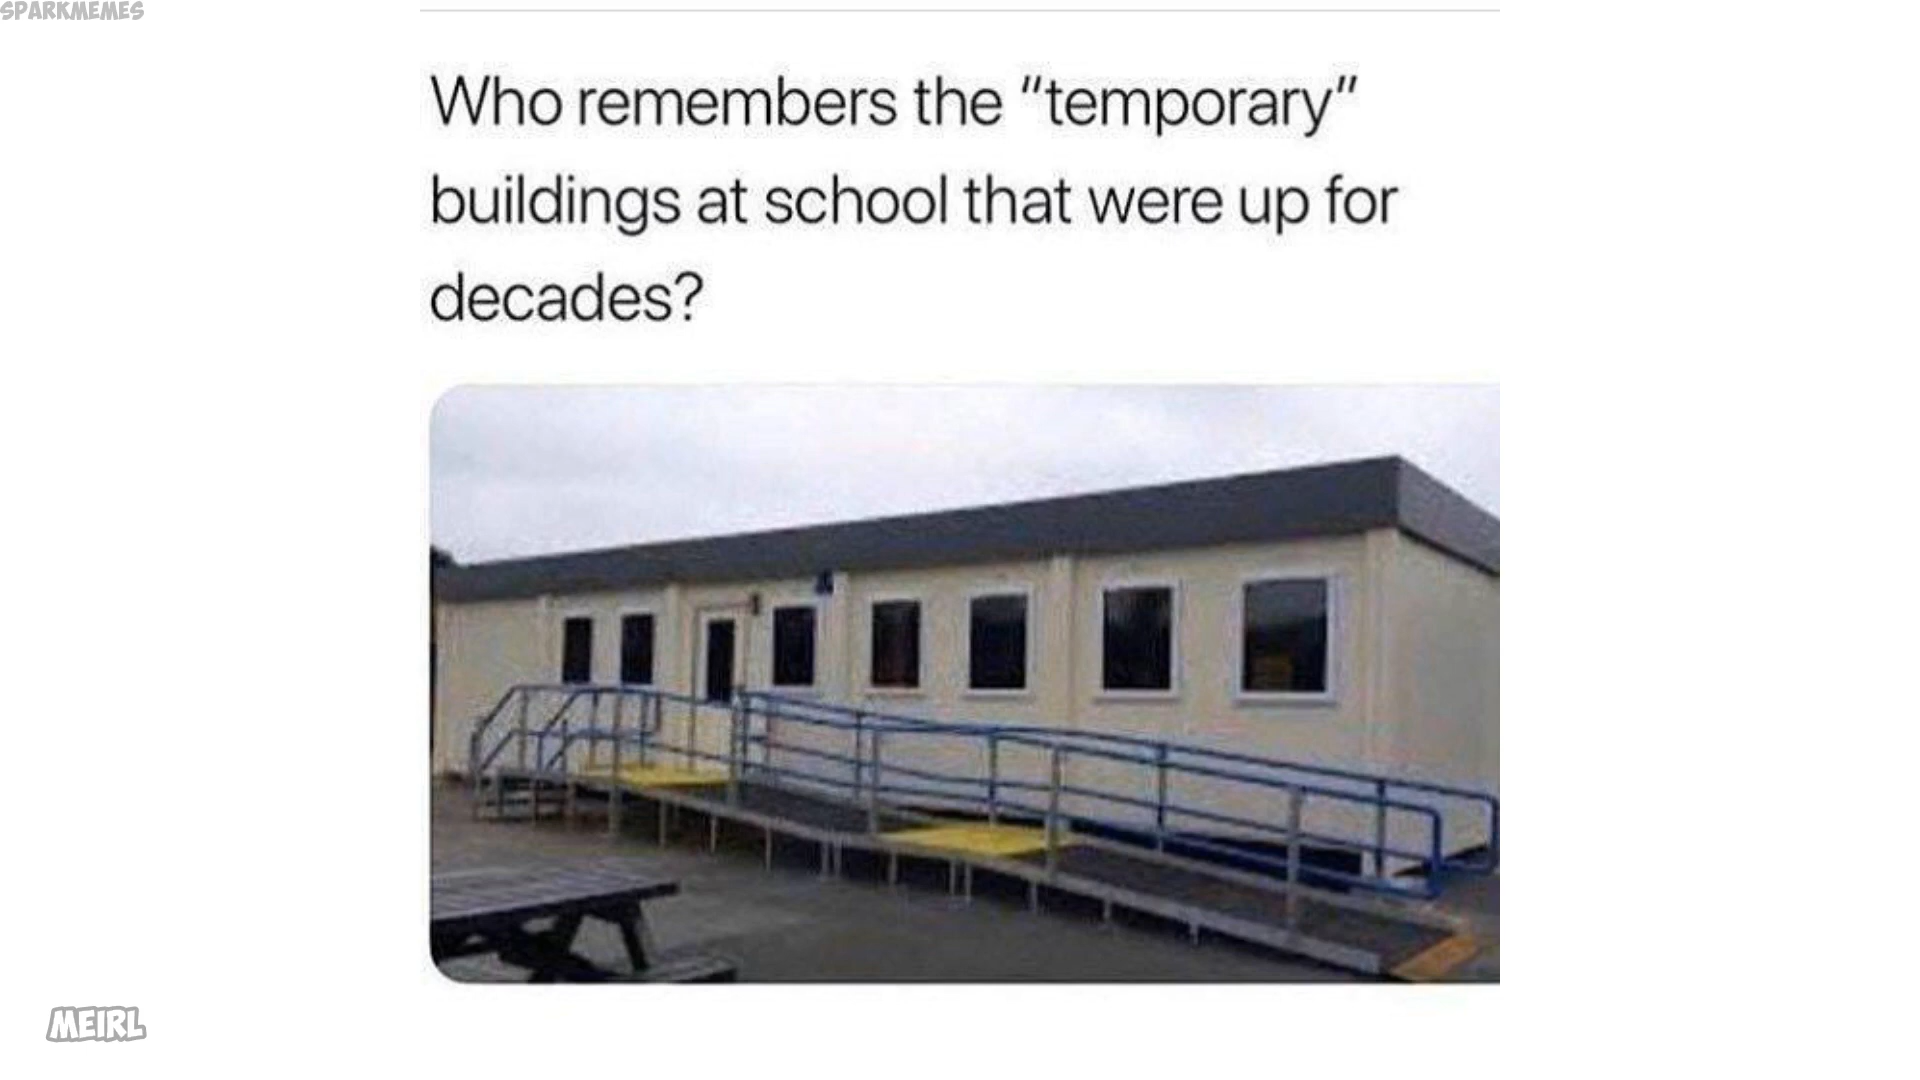 SPARKMEMES
Who remembers the "temporary"
buildings at school that were up for
decades?
MEIRL